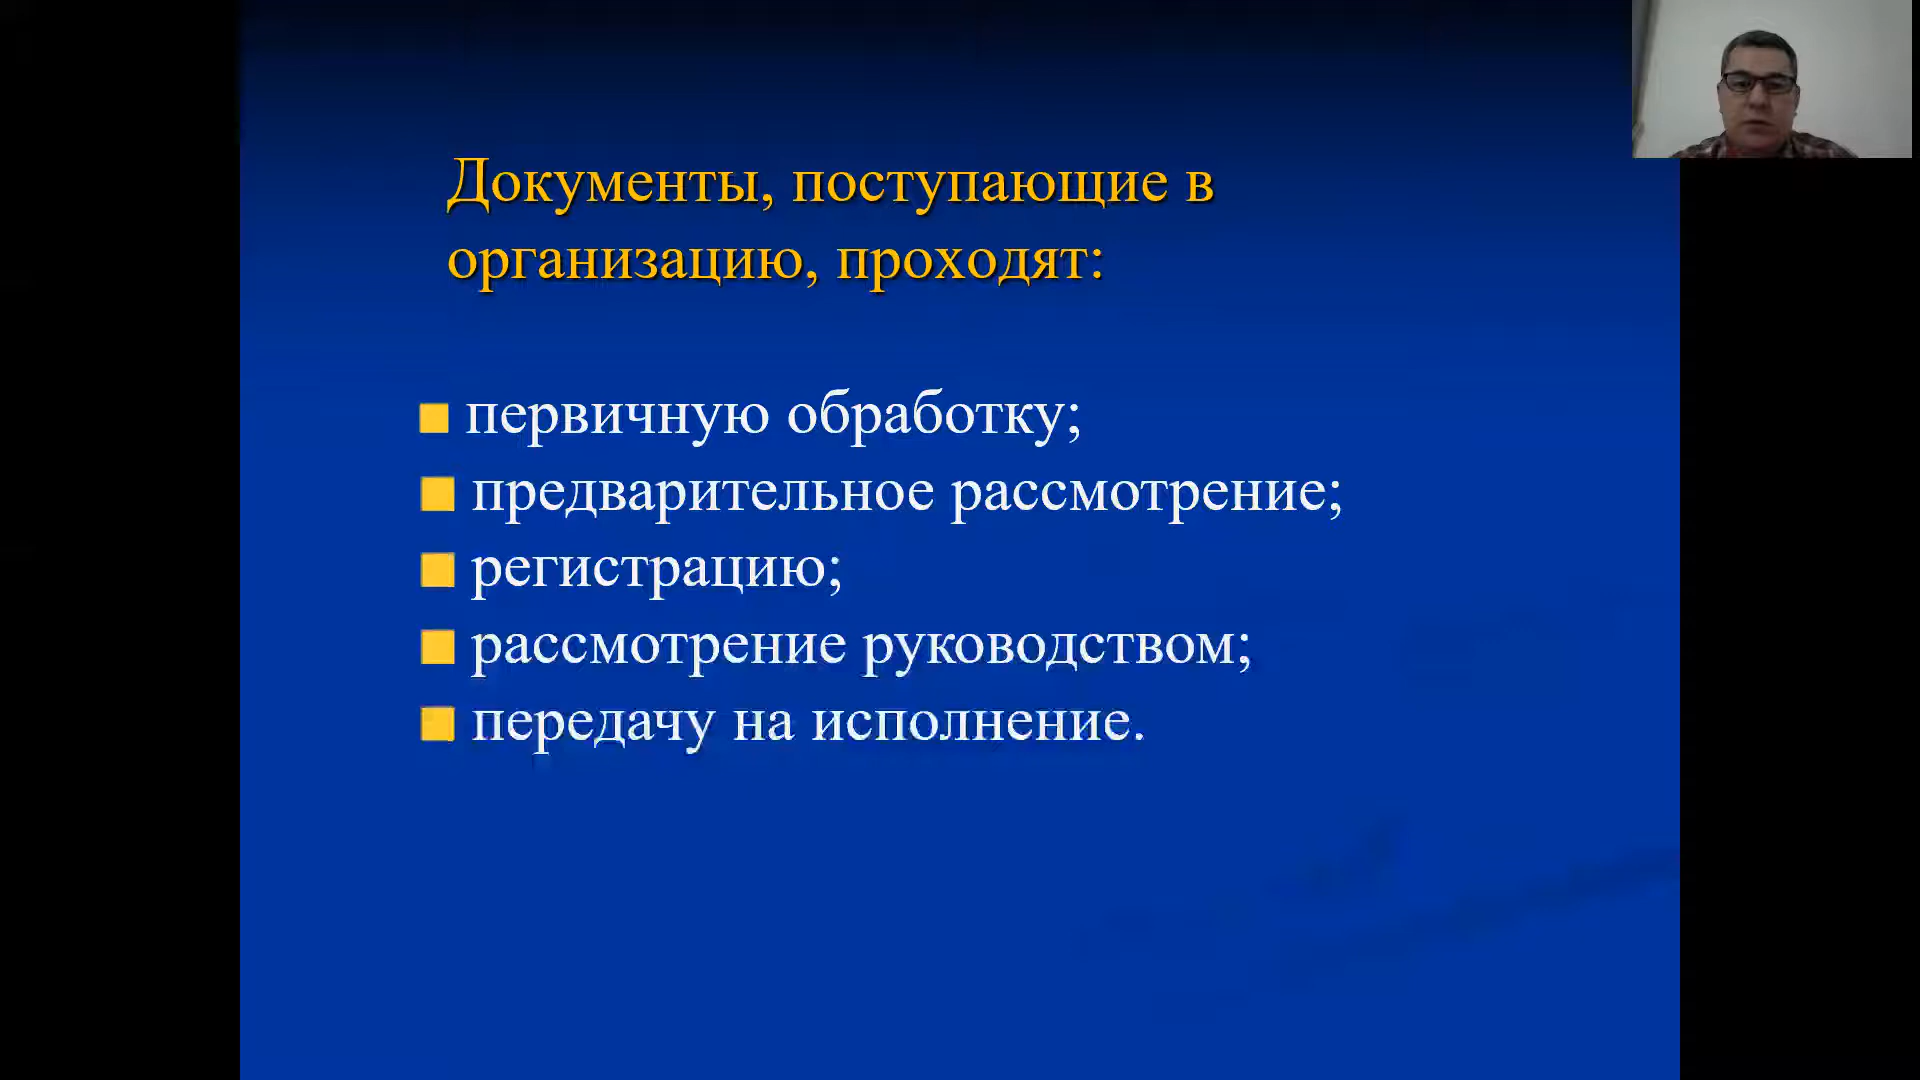 Документы, поступающие в
организацию, проходят:
первичную обработку;
предварительное рассмотрение;
регистрацию;
рассмотрение руководством;
передачу на исполнение.